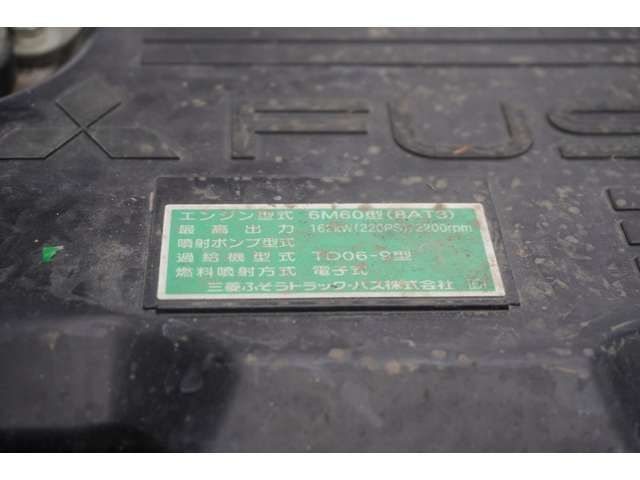 FUS
エンジン型式 6M60型(8AT3)
最高出力 162kW(220PS)/2200rpm
噴射ポンプ型式
過給機型式 TD06-9型
燃料噴射方式 電子式
三菱ふそうトラック・バス株式会社